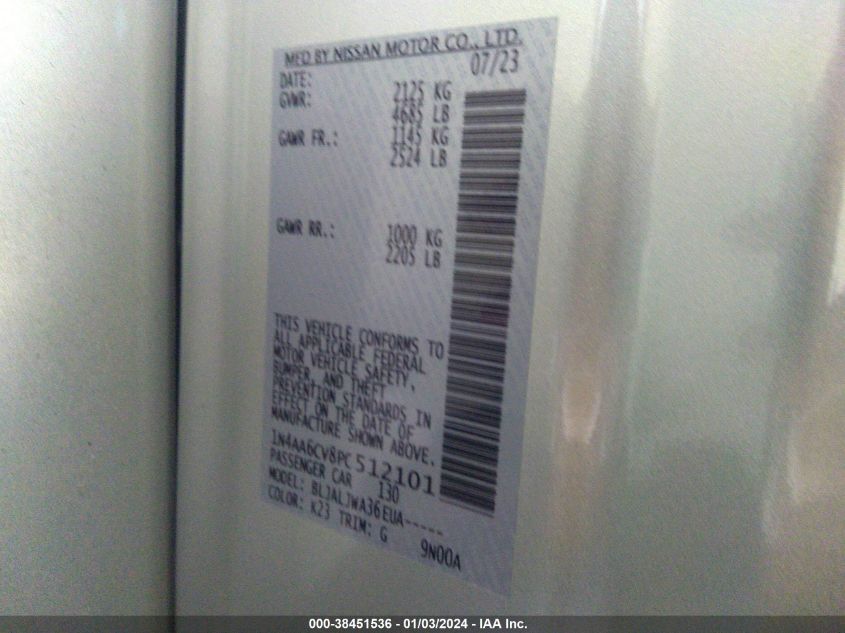 MFD BY NISSAN MOTOR CO., LTD.
DATE: 07/23
GVWR: 2125 KG
4685 LB
GAWR FR.: 1145 KG
2524 LB
GAWR RR.: 1000 KG
2205 LB
THIS VEHICLE CONFORMS TO
ALL APPLICABLE FEDERAL
MOTOR VEHICLE SAFETY,
BUMPER, AND THEFT
PREVENTION STANDARDS IN
EFFECT ON THE DATE OF
MANUFACTURE SHOWN ABOVE.
1N4AA6CV8PC512101
PASSENGER CAR 130
MODEL: BLJALJWA36EUA-----
COLOR: K23 TRIM: G 9N00A
000-38451536 - 01/03/2024 - IAA Inc.